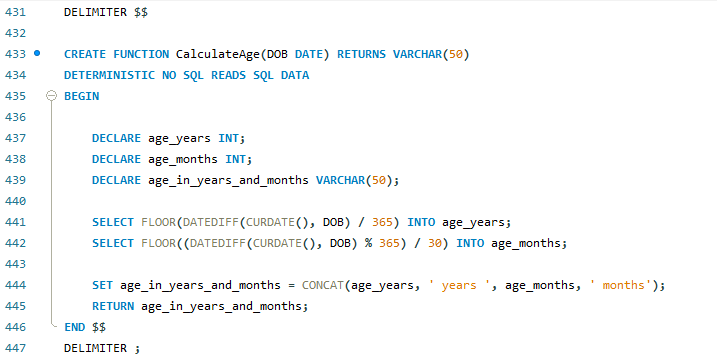 431 DELIMITER $$
432
433 CREATE FUNCTION CalculateAge(DOB DATE) RETURNS VARCHAR(50)
434 DETERMINISTIC NO SQL READS SQL DATA
435 BEGIN
436
437 DECLARE age_years INT;
438 DECLARE age_months INT;
439 DECLARE age_in_years_and_months VARCHAR(50);
440
441 SELECT FLOOR(DATEDIFF(CURDATE(), DOB) / 365) INTO age_years;
442 SELECT FLOOR((DATEDIFF(CURDATE(), DOB) % 365) / 30) INTO age_months;
443
444 SET age_in_years_and_months = CONCAT(age_years, ' years ', age_months, ' months');
445 RETURN age_in_years_and_months;
446 END $$
447 DELIMITER ;